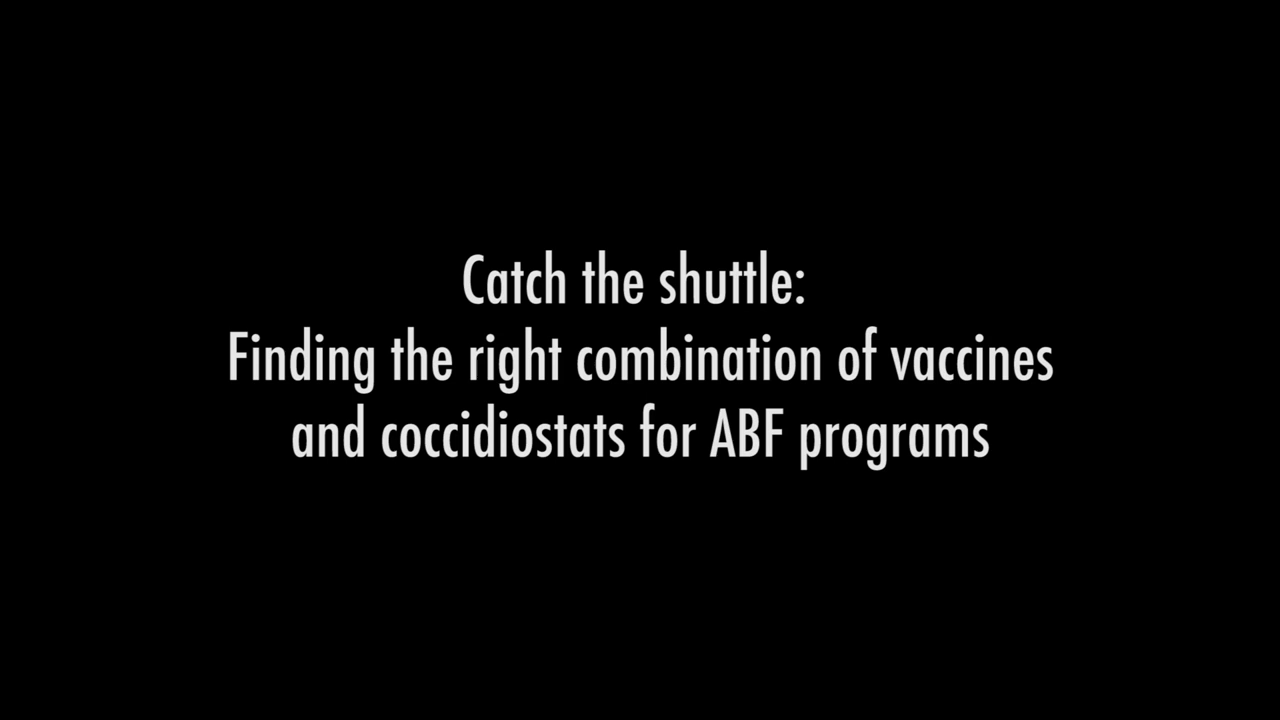 Catch the shuttle:
Finding the right combination of vaccines
and coccidiostats for ABF programs